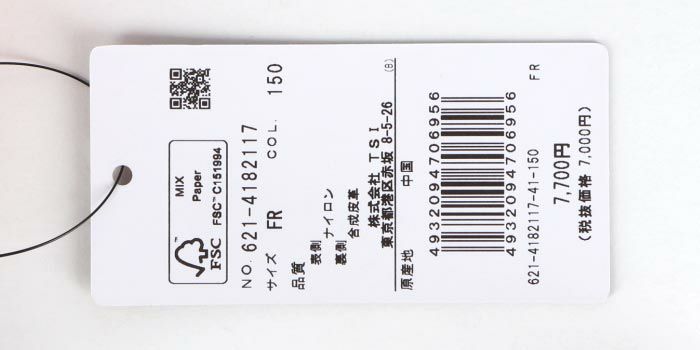 MIX
Paper
FSC™ C151994
FSC™
NO. 621-4182117
サイズ FR COL. 150
品質
表側 ナイロン
裏側 合成皮革
株式会社 TSI
東京都港区赤坂 8-5-26
(B)
原産地 中国
4932094706956
4932094706956
621-4182117-41-150 FR
7,700円
(税抜価格 7,000円)